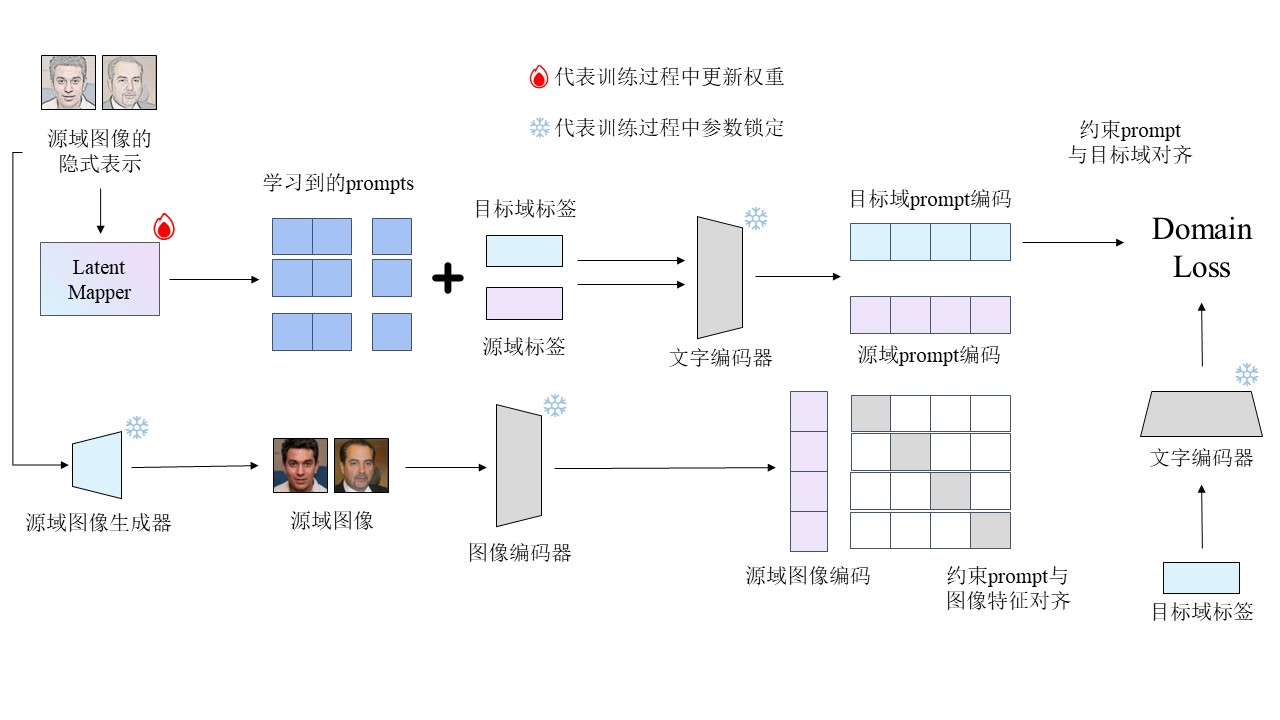 代表训练过程中更新权重
代表训练过程中参数锁定
源域图像的
隐式表示
Latent
Mapper
学习到的prompts
目标域标签
源域标签
文字编码器
目标域prompt编码
源域prompt编码
约束prompt
与目标域对齐
Domain
Loss
文字编码器
目标域标签
源域图像生成器
源域图像
图像编码器
源域图像编码
约束prompt与
图像特征对齐